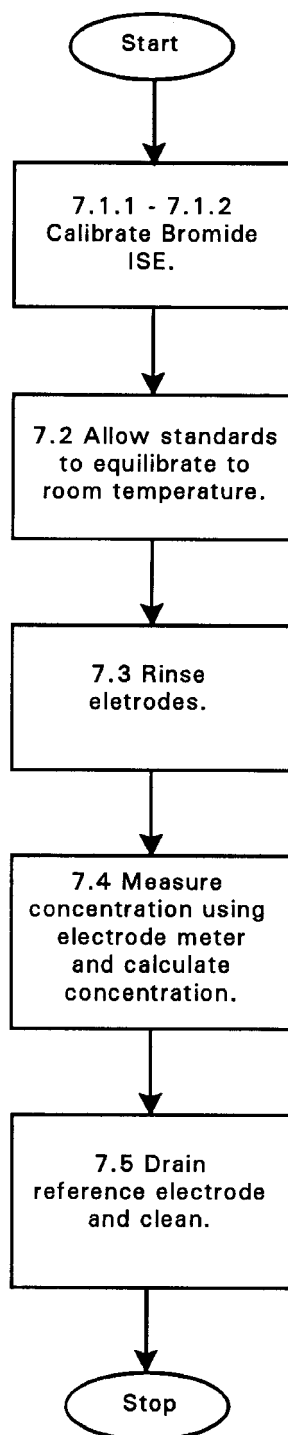 Start
7.1.1 - 7.1.2
Calibrate Bromide
ISE.
7.2 Allow standards
to equilibrate to
room temperature.
7.3 Rinse
eletrodes.
7.4 Measure
concentration using
electrode meter
and calculate
concentration.
7.5 Drain
reference electrode
and clean.
Stop